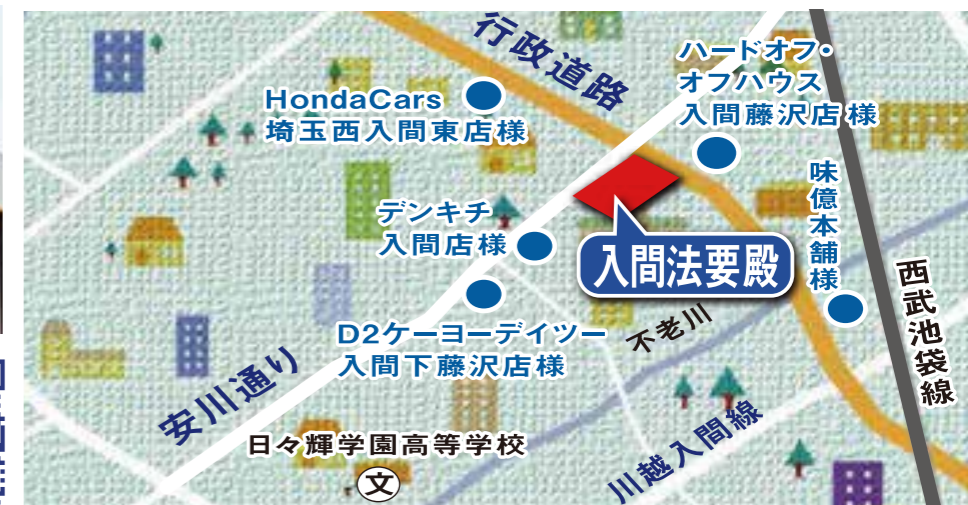 行政道路
ハードオフ・
オフハウス
入間藤沢店様
HondaCars
埼玉西入間東店様
味億本舗様
デンキチ
入間店様
入間法要殿
西武池袋線
不老川
D2ケーヨーデイツー
入間下藤沢店様
安川通り
川越入間線
日々輝学園高等学校
文